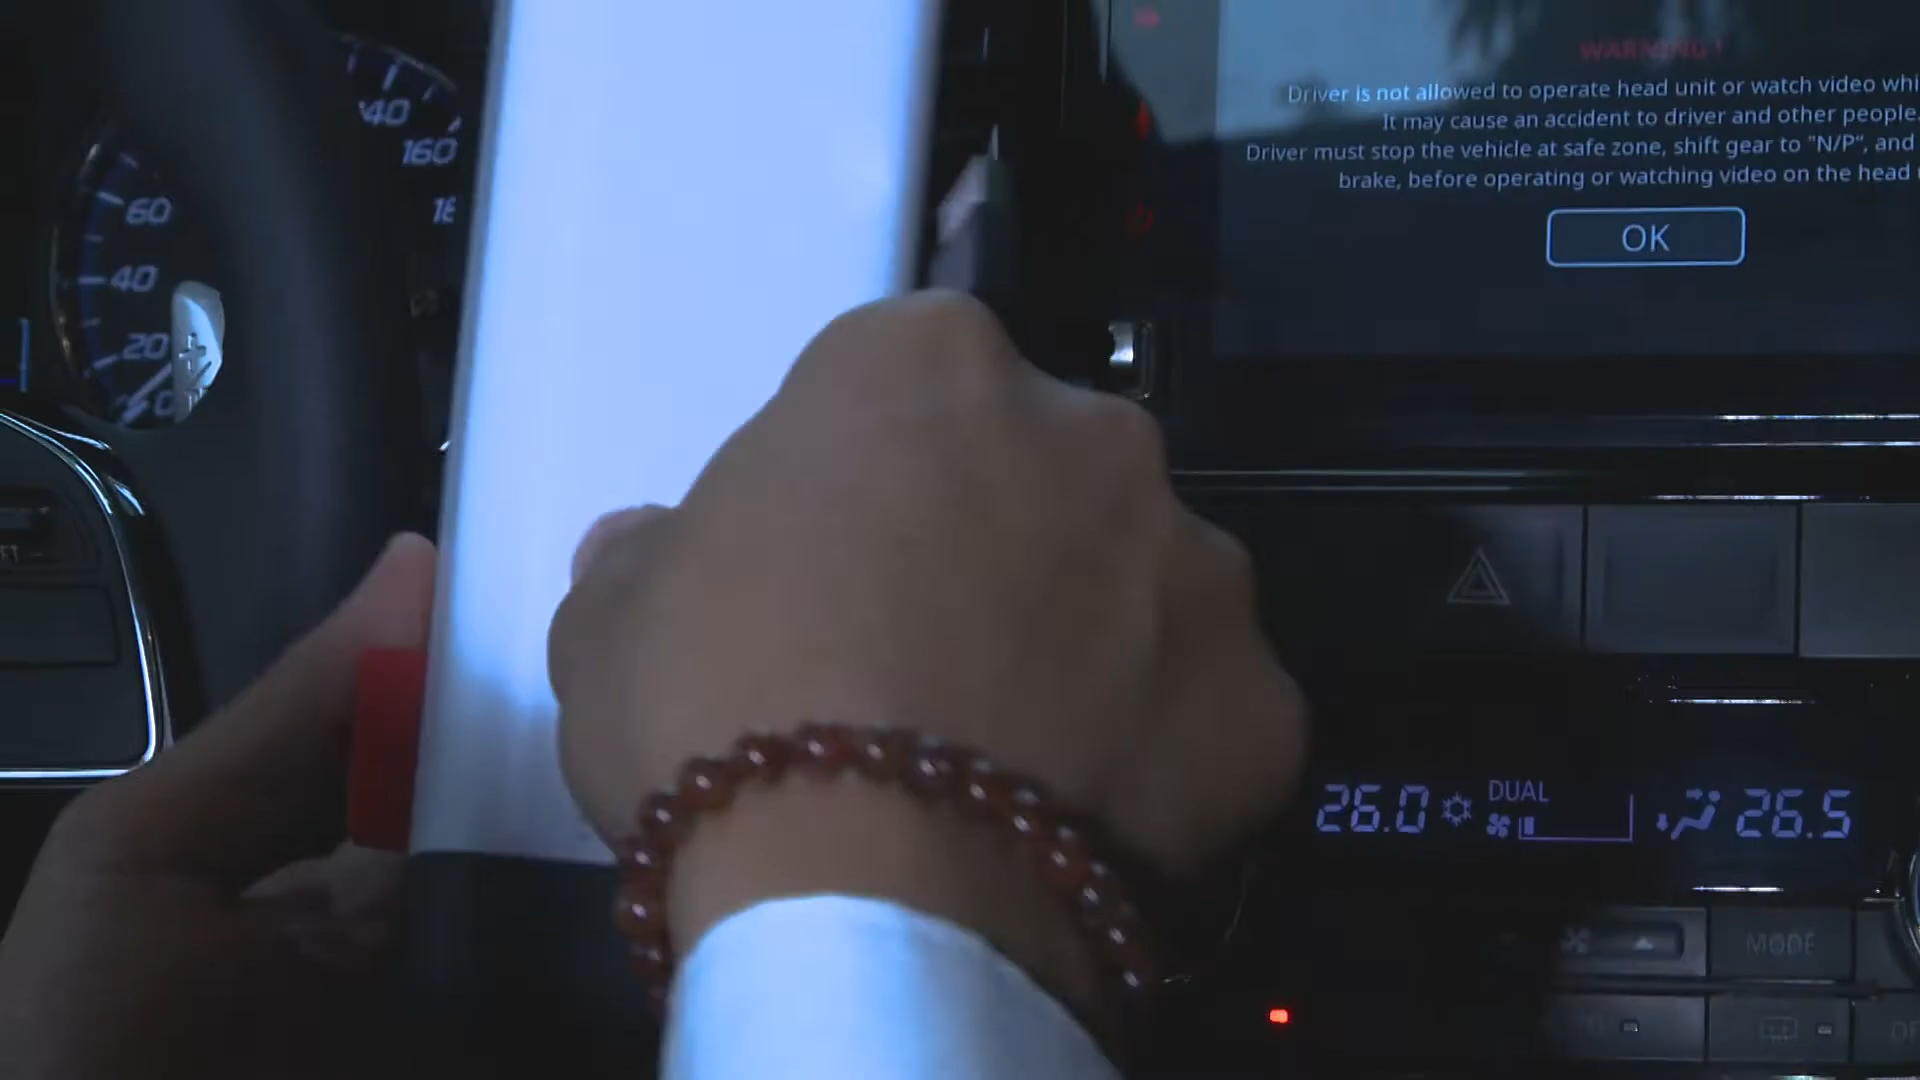 WARNING !
Driver is not allowed to operate head unit or watch video whi
It may cause an accident to driver and other people.
Driver must stop the vehicle at safe zone, shift gear to "N/P", and
brake, before operating or watching video on the head
OK
160
60
40
20
0
+
26.0
DUAL
26.5
MODE